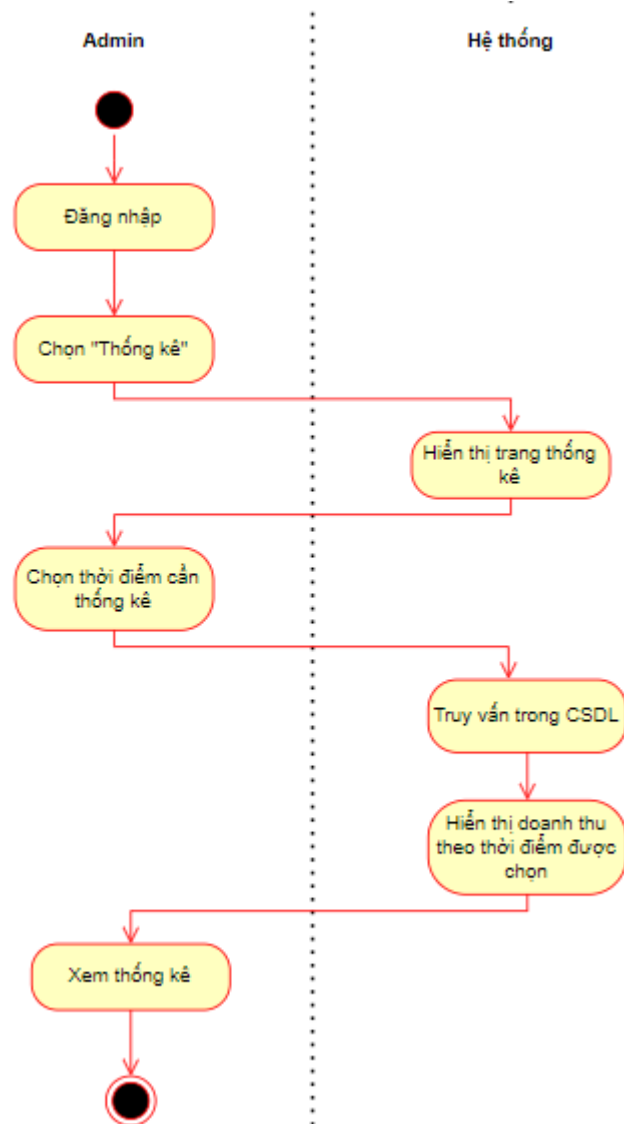 Admin
Hệ thống
Đăng nhập
Chọn "Thống kê"
Hiển thị trang thống
kê
Chọn thời điểm cần
thống kê
Truy vấn trong CSDL
Hiển thị doanh thu
theo thời điểm được
chọn
Xem thống kê